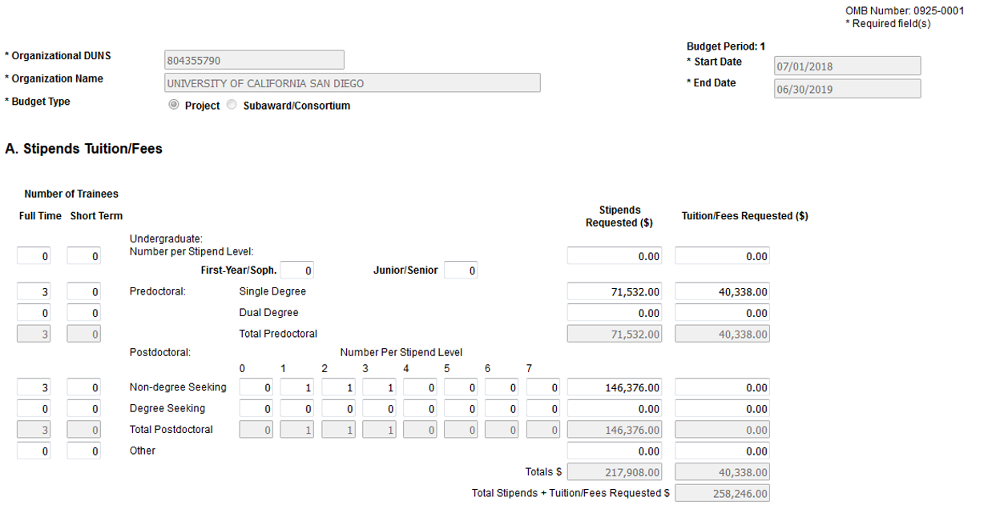 OMB Number: 0925-0001
* Required field(s)
Budget Period: 1
* Organizational DUNS 804355790 * Start Date 07/01/2018
* Organization Name UNIVERSITY OF CALIFORNIA SAN DIEGO * End Date 06/30/2019
* Budget Type Project Subaward/Consortium
A. Stipends Tuition/Fees
Number of Trainees
Full Time Short Term Stipends Requested ($) Tuition/Fees Requested ($)
Undergraduate:
0 0 Number per Stipend Level: 0.00 0.00
First-Year/Soph. 0 Junior/Senior 0
3 0 Predoctoral: Single Degree 71,532.00 40,338.00
0 0 Dual Degree 0.00 0.00
3 0 Total Predoctoral 71,532.00 40,338.00
Postdoctoral: Number Per Stipend Level
0 1 2 3 4 5 6 7
3 0 Non-degree Seeking 0 1 1 1 0 0 0 0 146,376.00 0.00
0 0 Degree Seeking 0 0 0 0 0 0 0 0 0.00 0.00
3 0 Total Postdoctoral 0 1 1 1 0 0 0 0 146,376.00 0.00
0 0 Other 0.00 0.00
Totals $ 217,908.00 40,338.00
Total Stipends + Tuition/Fees Requested $ 258,246.00